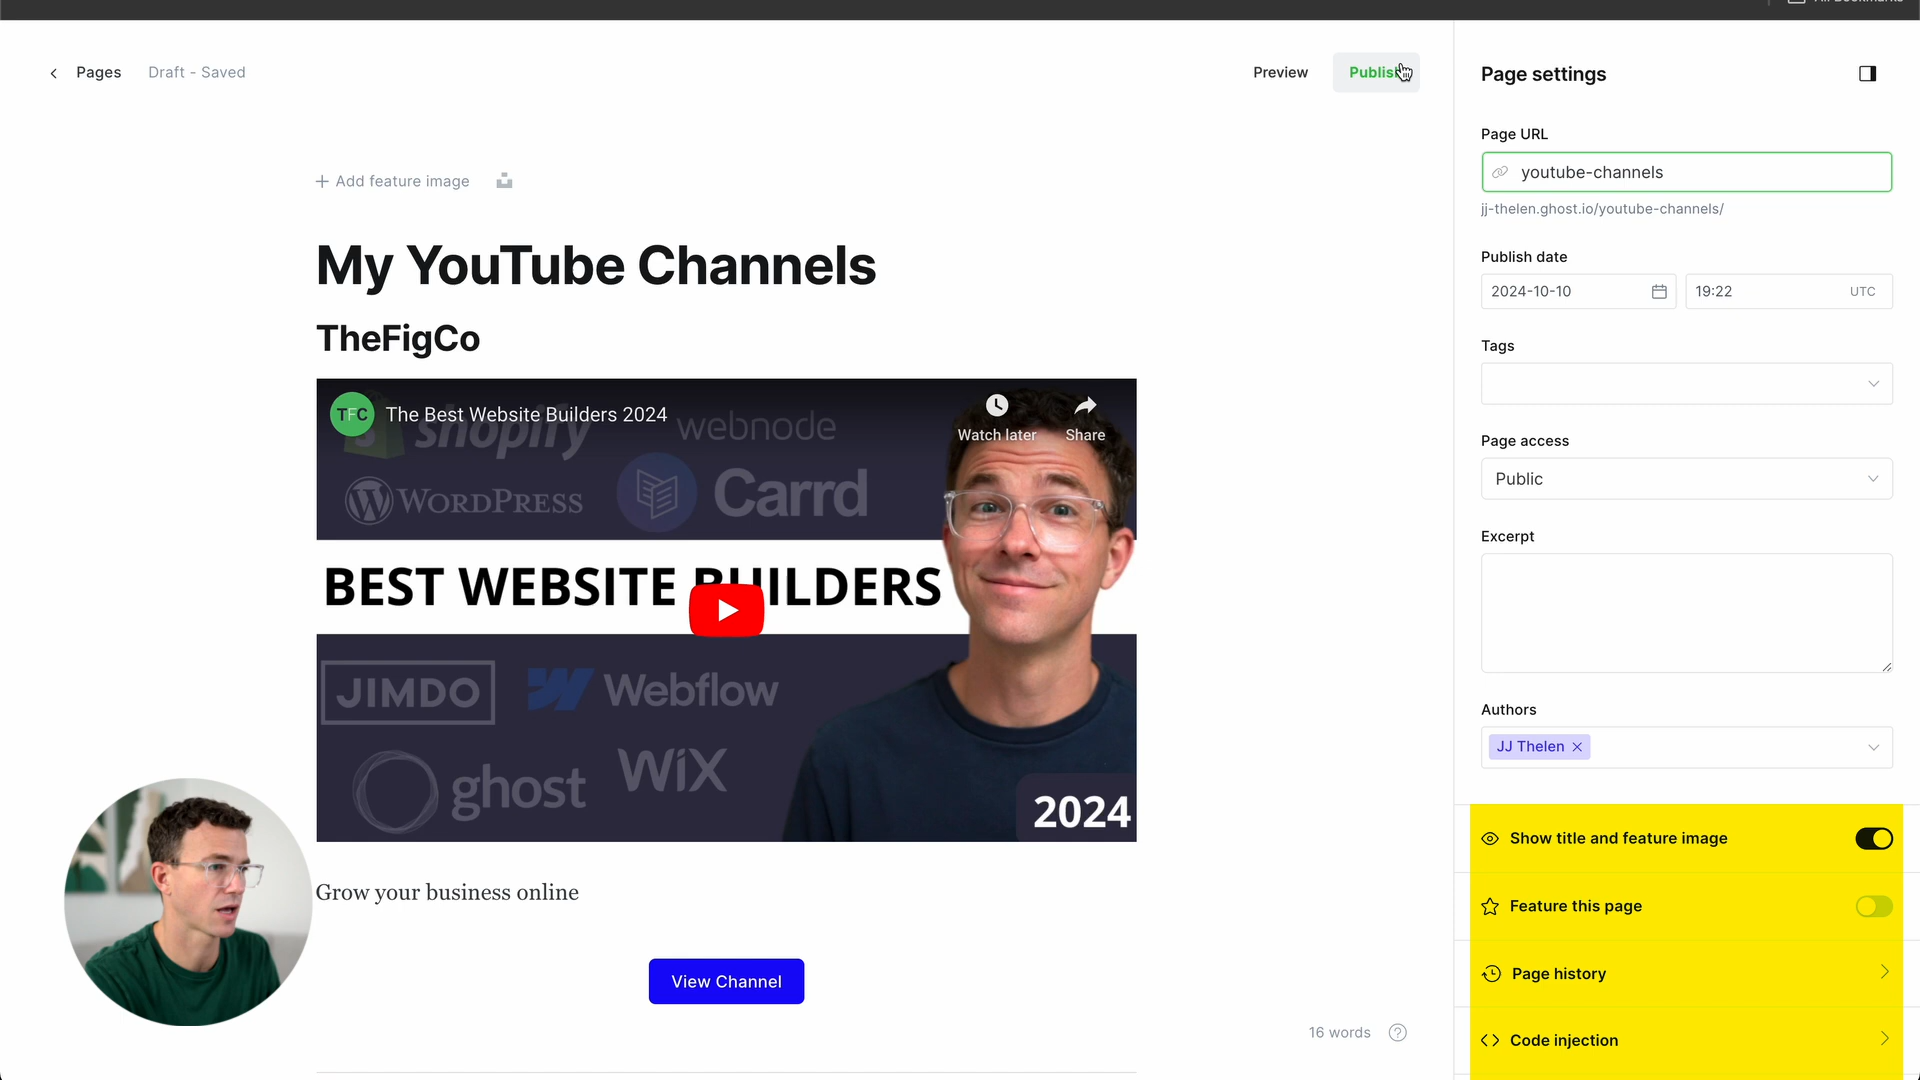 Pages
Draft - Saved
Preview
Publish
Add feature image
My YouTube Channels
TheFigCo
TFC
The Best Website Builders 2024
Watch later
Share
shopify
webnode
WORDPRESS
Carrd
BEST WEBSITE BUILDERS
JIMDO
Webflow
ghost
WiX
2024
Grow your business online
View Channel
16 words
Page settings
Page URL
youtube-channels
jj-thelen.ghost.io/youtube-channels/
Publish date
2024-10-10
19:22
UTC
Tags
Page access
Public
Excerpt
Authors
JJ Thelen
Show title and feature image
Feature this page
Page history
Code injection